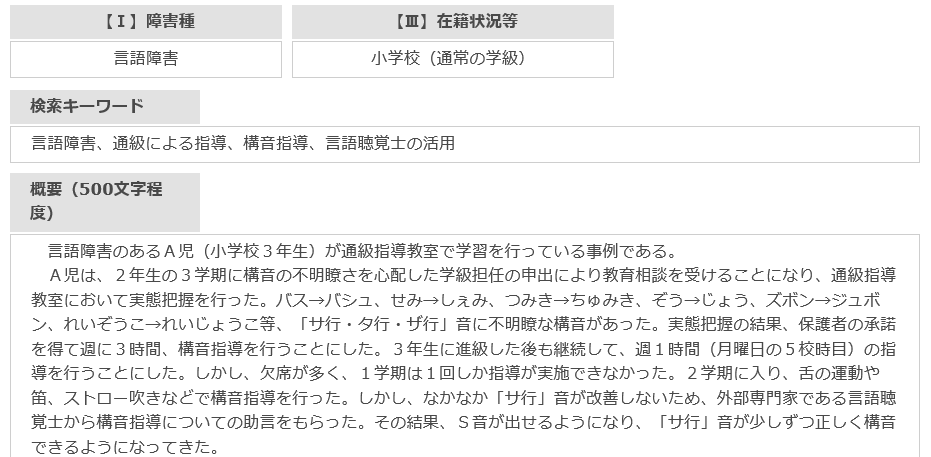 【Ⅰ】障害種
【Ⅲ】在籍状況等
言語障害
小学校（通常の学級）
検索キーワード
言語障害、通級による指導、構音指導、言語聴覚士の活用
概要（500文字程
度）
言語障害のあるＡ児（小学校３年生）が通級指導教室で学習を行っている事例である。
Ａ児は、２年生の３学期に構音の不明瞭さを心配した学級担任の申出により教育相談を受けることになり、通級指導
教室において実態把握を行った。バス→バシュ、せみ→しぇみ、つみき→ちゅみき、ぞう→じょう、ズボン→ジュボ
ン、れいぞうこ→れいじょうこ等、「サ行・タ行・ザ行」音に不明瞭な構音があった。実態把握の結果、保護者の承諾
を得て週に３時間、構音指導を行うことにした。３年生に進級した後も継続して、週１時間（月曜日の５校時目）の指
導を行うことにした。しかし、欠席が多く、１学期は１回しか指導が実施できなかった。２学期に入り、舌の運動や
笛、ストロー吹きなどで構音指導を行った。しかし、なかなか「サ行」音が改善しないため、外部専門家である言語聴
覚士から構音指導についての助言をもらった。その結果、Ｓ音が出せるようになり、「サ行」音が少しずつ正しく構音
できるようになってきた。